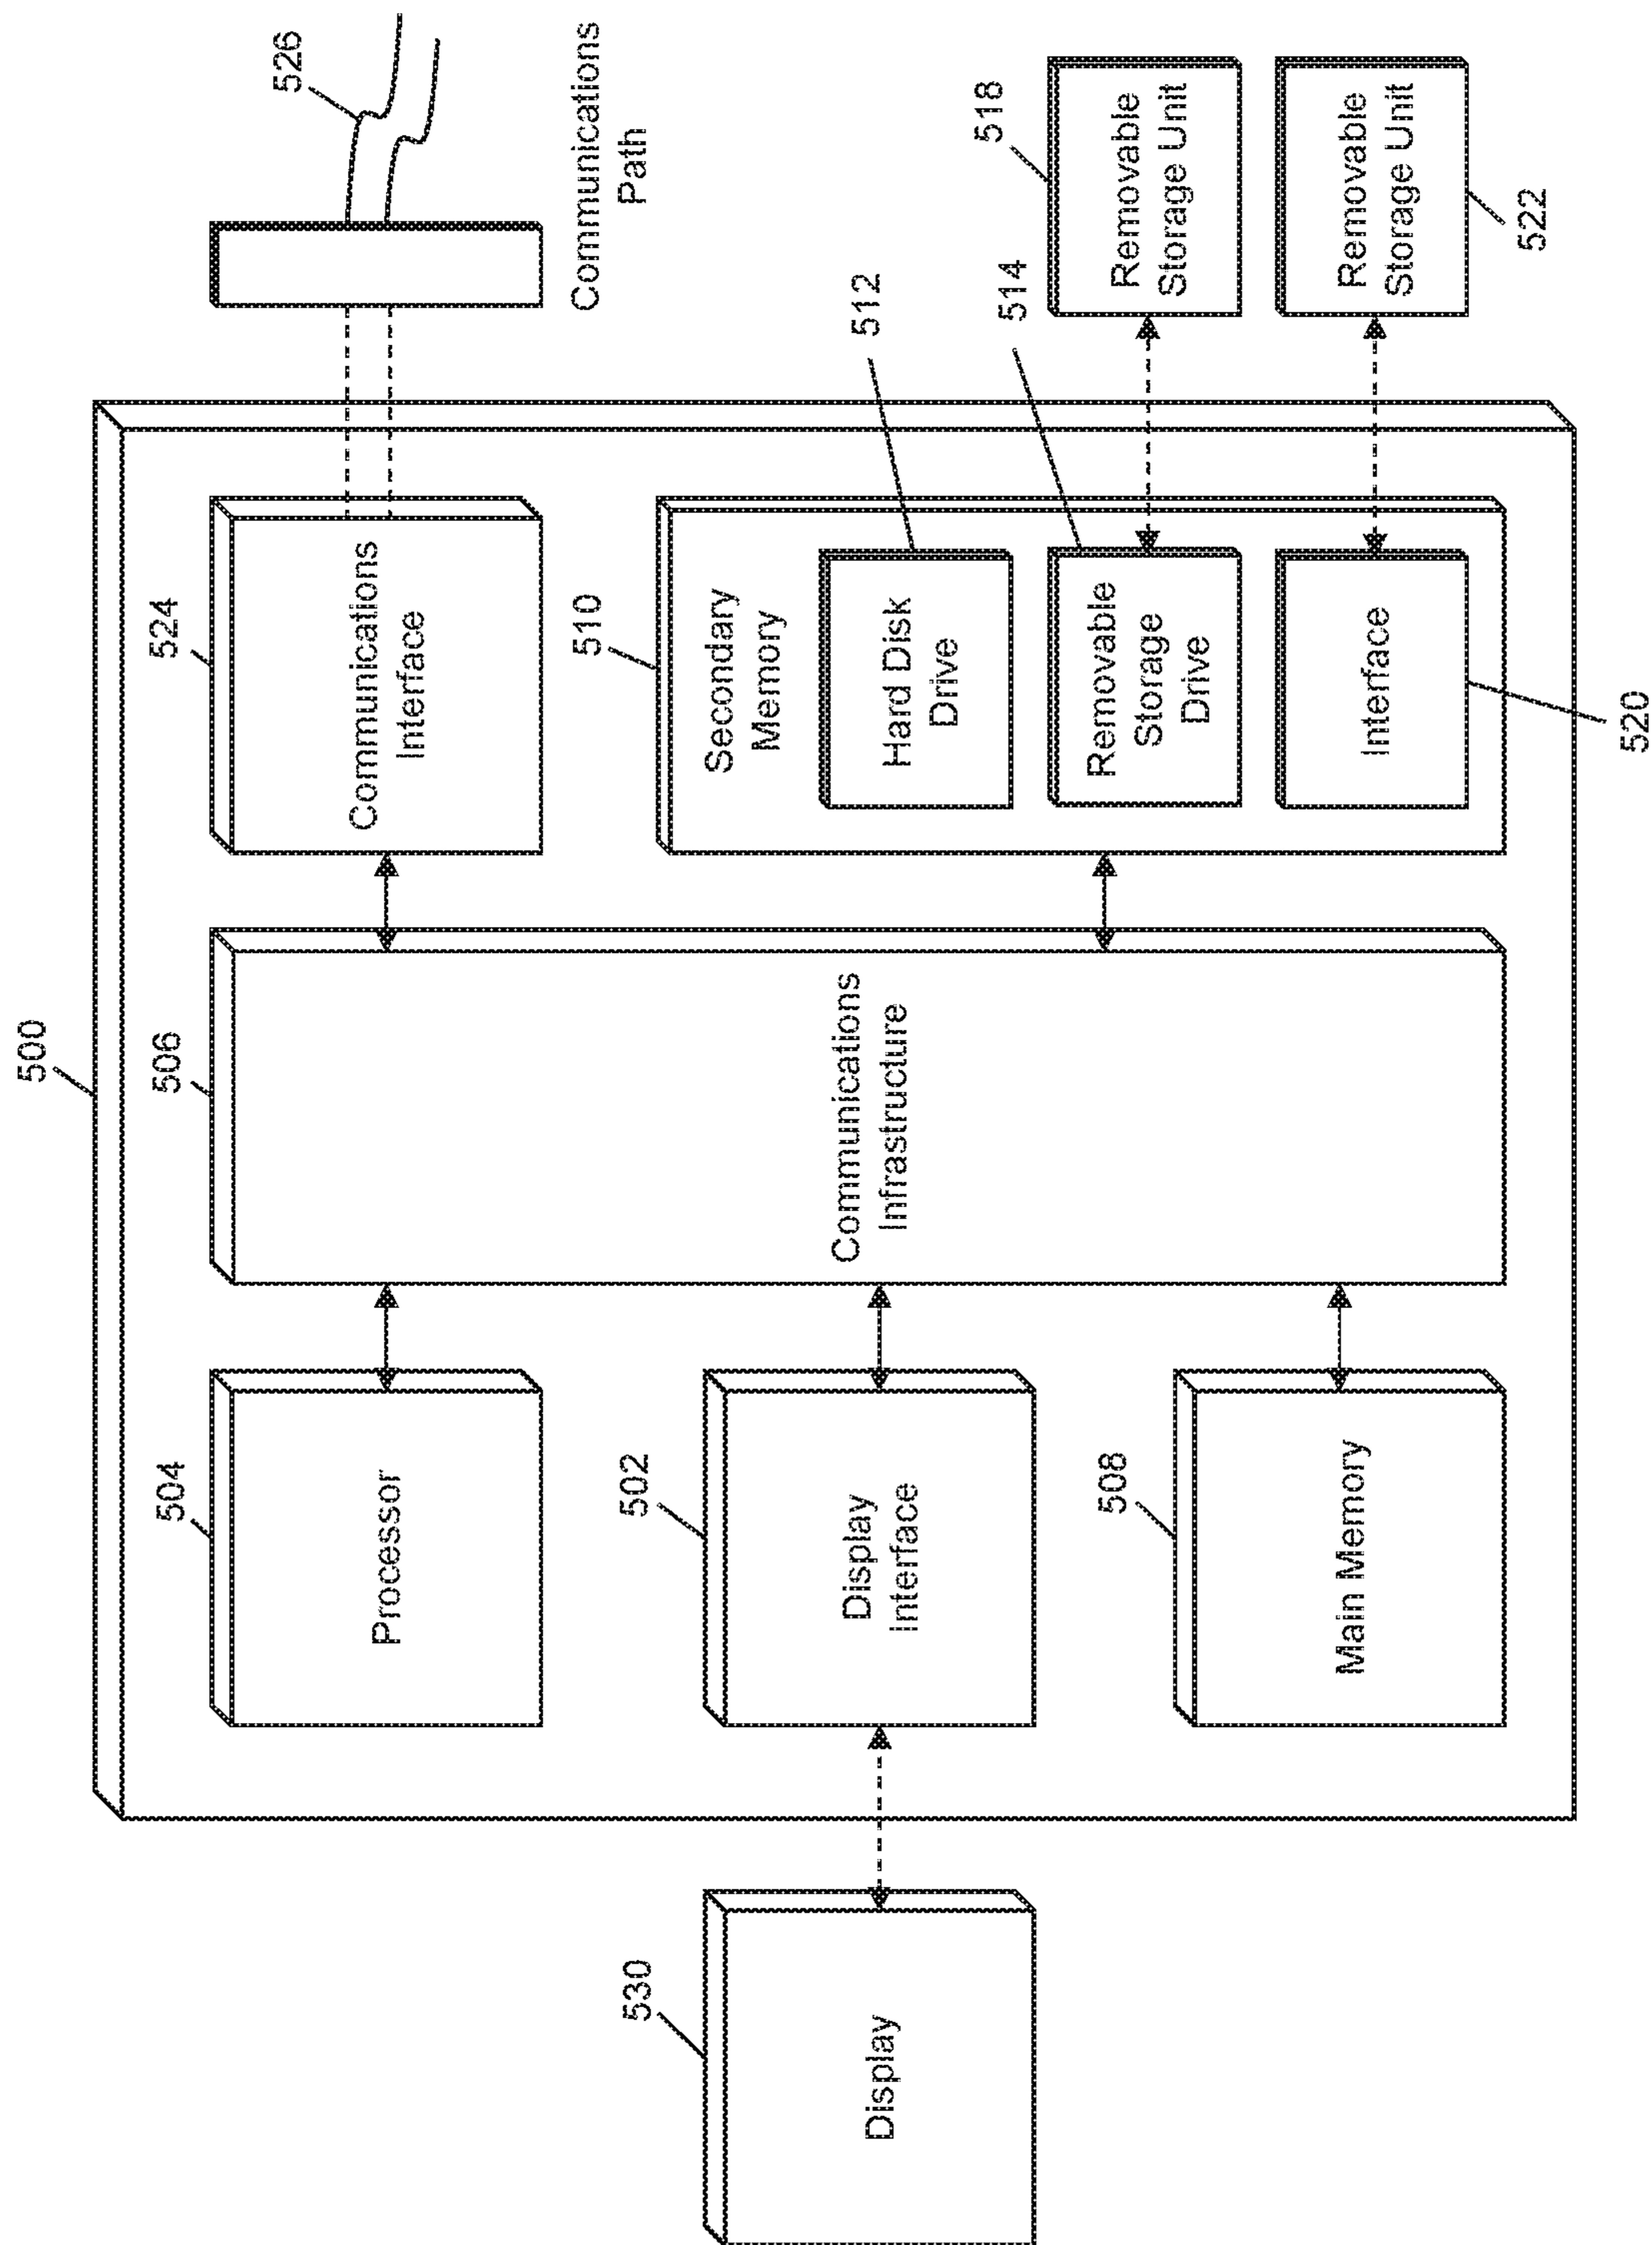 500
506
Communications
Infrastructure
504
Processor
502
Display
Interface
508
Main Memory
530
Display
524
Communications
Interface
510
Secondary
Memory
512
Hard Disk
Drive
514
Removable
Storage
Drive
Interface
520
526
Communications
Path
518
Removable
Storage Unit
Removable
Storage Unit
522